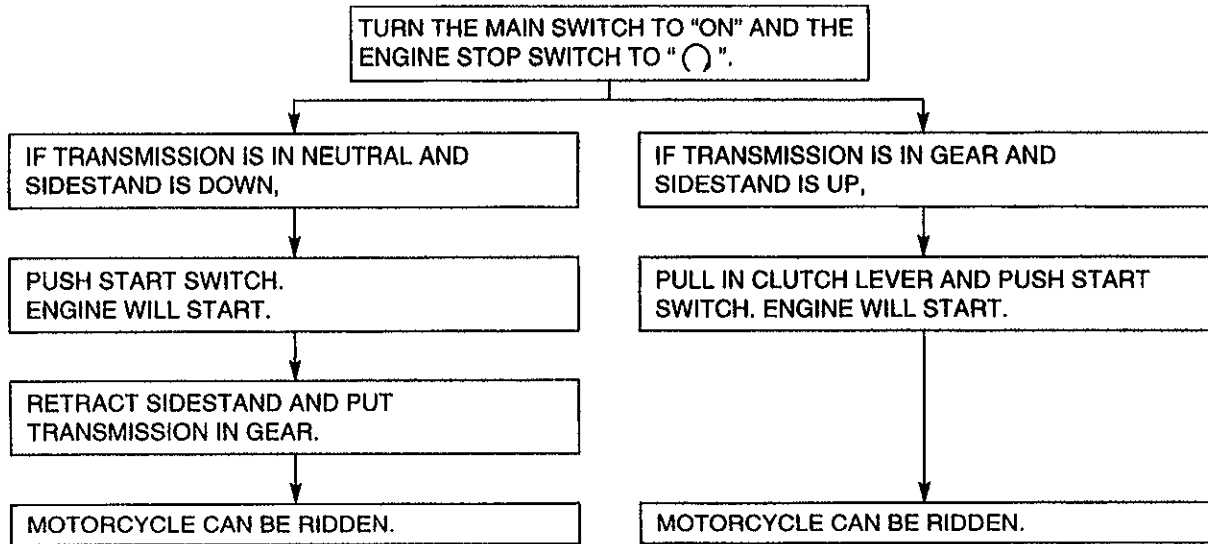 TURN THE MAIN SWITCH TO "ON" AND THE
ENGINE STOP SWITCH TO " ".
IF TRANSMISSION IS IN NEUTRAL AND
SIDESTAND IS DOWN,
PUSH START SWITCH.
ENGINE WILL START.
RETRACT SIDESTAND AND PUT
TRANSMISSION IN GEAR.
MOTORCYCLE CAN BE RIDDEN.
IF TRANSMISSION IS IN GEAR AND
SIDESTAND IS UP,
PULL IN CLUTCH LEVER AND PUSH START
SWITCH. ENGINE WILL START.
MOTORCYCLE CAN BE RIDDEN.